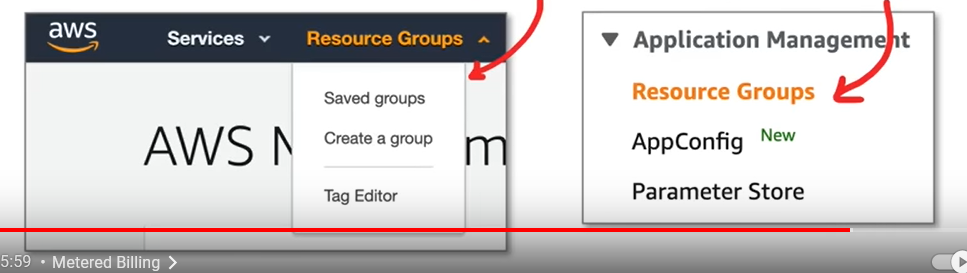 aws
Services
Resource Groups
Saved groups
Create a group
Tag Editor
AWS
Application Management
Resource Groups
AppConfig New
Parameter Store
5:59 • Metered Billing